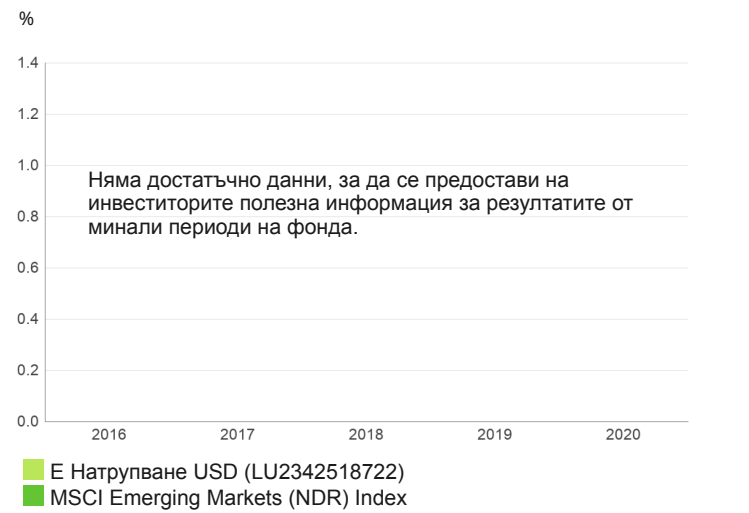 %
1.4
1.2
1.0
Няма достатъчно данни, за да се предостави на
инвеститорите полезна информация за резултатите от
0.8
минали периоди на фонда.
0.6
0.4
0.2
0.0
2016 2017 2018 2019 2020
Е Натрупване USD (LU2342518722)
MSCI Emerging Markets (NDR) Index